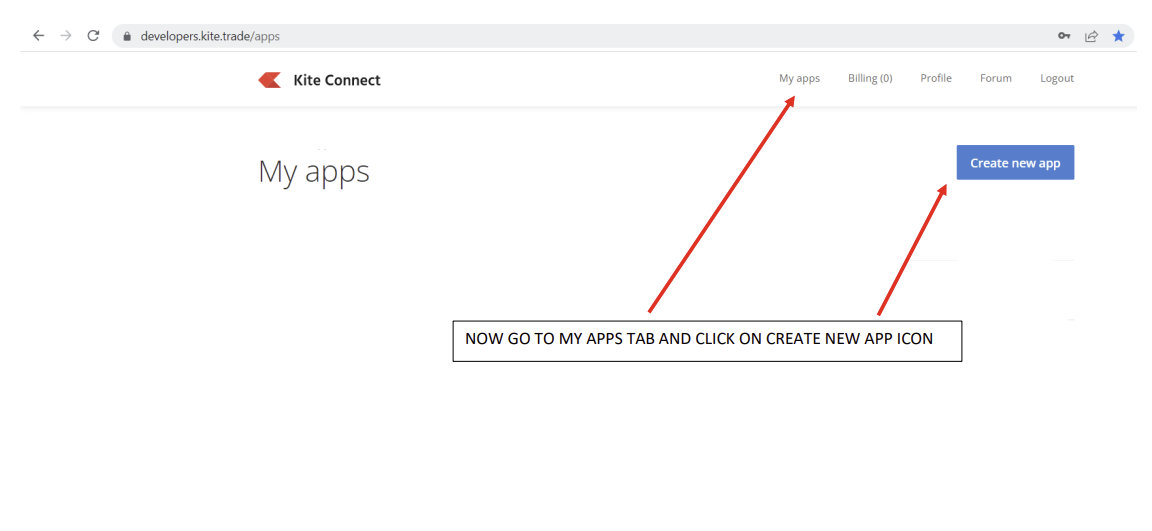 developers.kite.trade/apps
Kite Connect
My apps Billing (0) Profile Forum Logout
My apps
Create new app
NOW GO TO MY APPS TAB AND CLICK ON CREATE NEW APP ICON